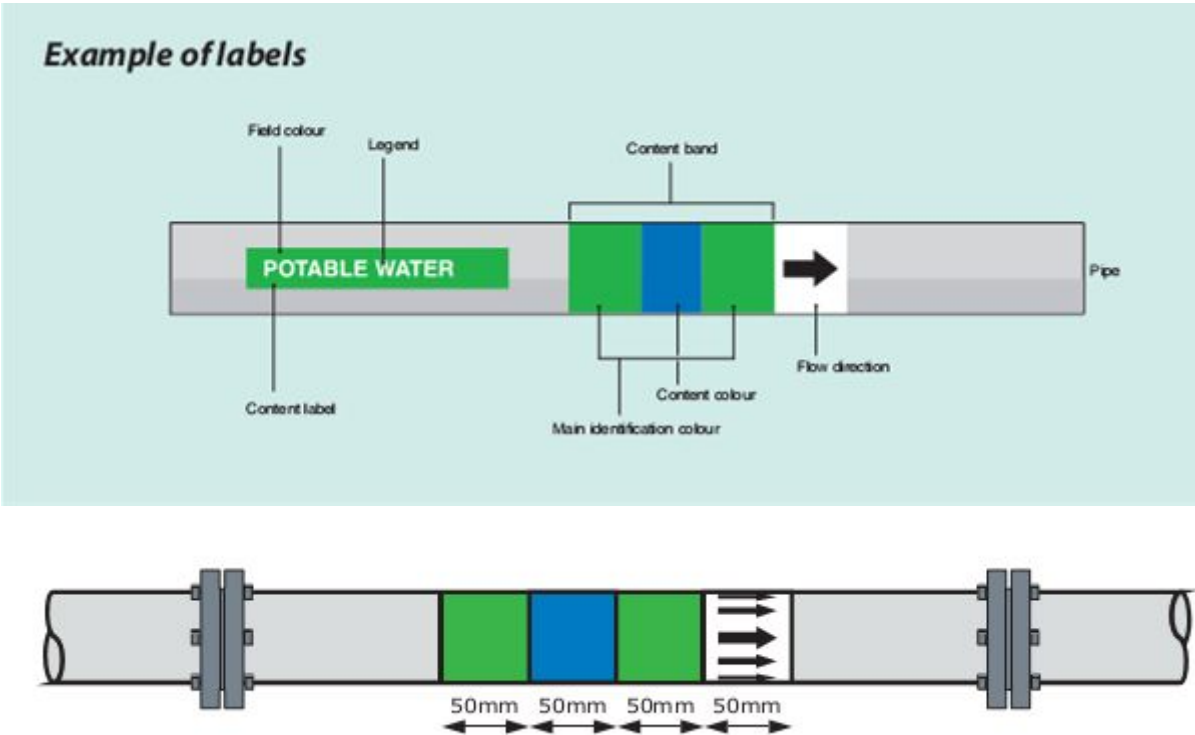 Example of labels
Field colour
Legend
Content band
POTABLE WATER
Pipe
Flow direction
Content colour
Content label
Main identification colour
50mm 50mm 50mm 50mm